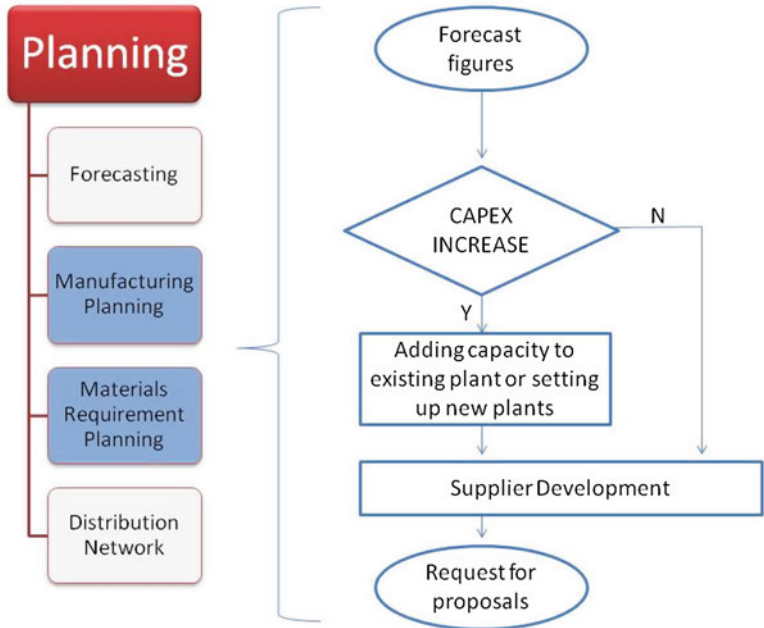 Planning
Forecasting
Manufacturing
Planning
Materials
Requirement
Planning
Distribution
Network
Forecast
figures
CAPEX
INCREASE
N
Y
Adding capacity to
existing plant or setting
up new plants
Supplier Development
Request for
proposals